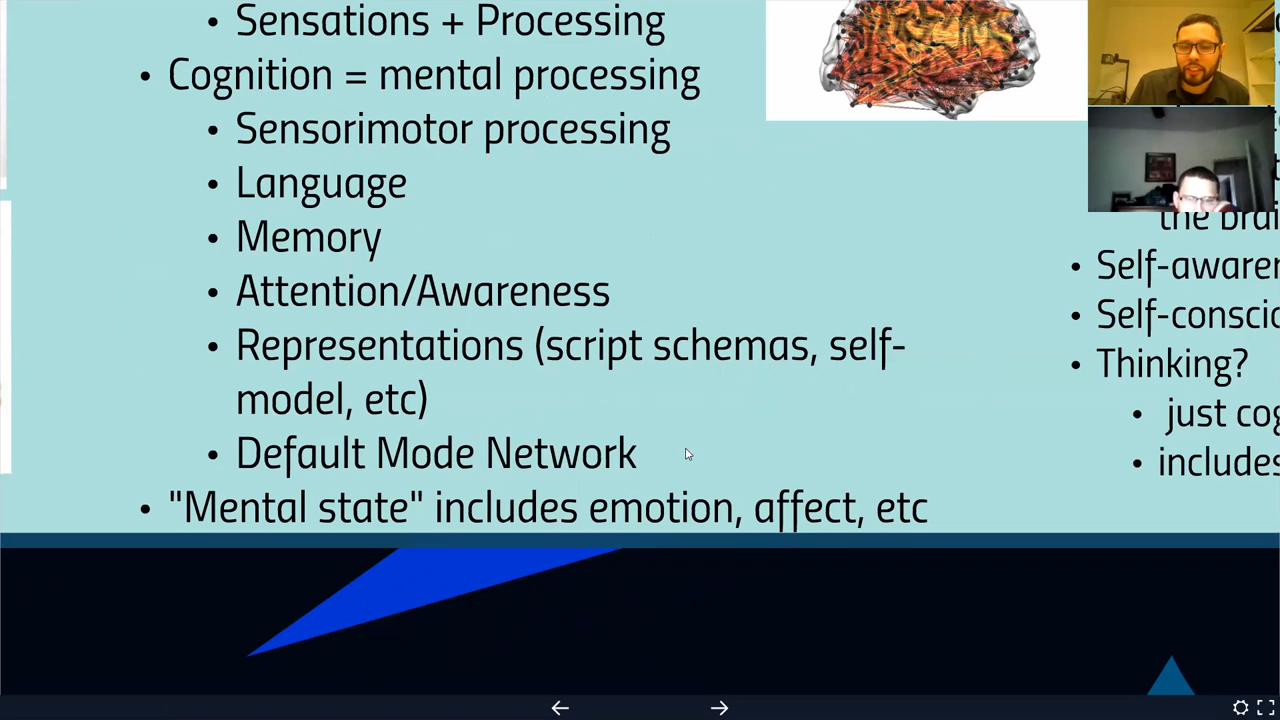 • Sensations + Processing
• Cognition = mental processing
• Sensorimotor processing
• Language
• Memory
• Attention/Awareness
• Representations (script schemas, self-
model, etc)
• Default Mode Network
• "Mental state" includes emotion, affect, etc
the brai
• Self-awarer
• Self-conscio
• Thinking?
• just cog
• includes